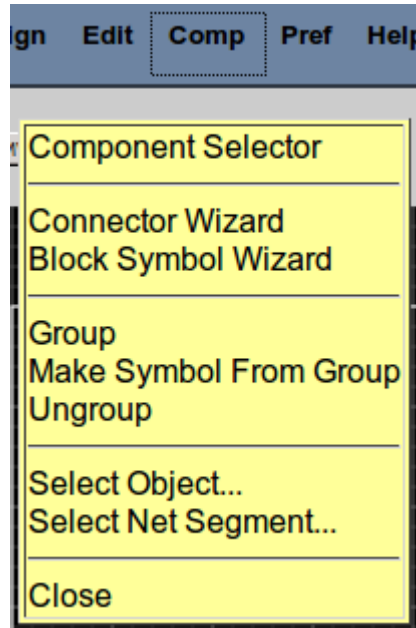 Edit Comp Pref
Component Selector
Connector Wizard
Block Symbol Wizard
Group
Make Symbol From Group
Ungroup
Select Object...
Select Net Segment...
Close